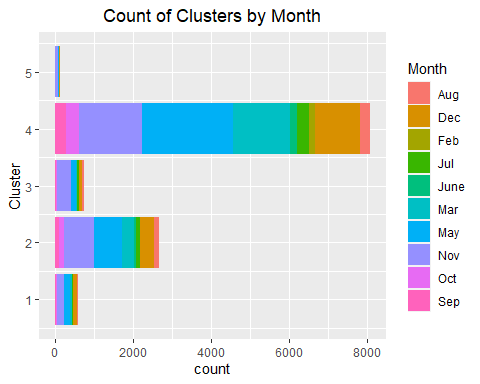 Count of Clusters by Month
Cluster
5
4
3
2
1
0
2000
4000
6000
8000
count
Month
Aug
Dec
Feb
Jul
June
Mar
May
Nov
Oct
Sep